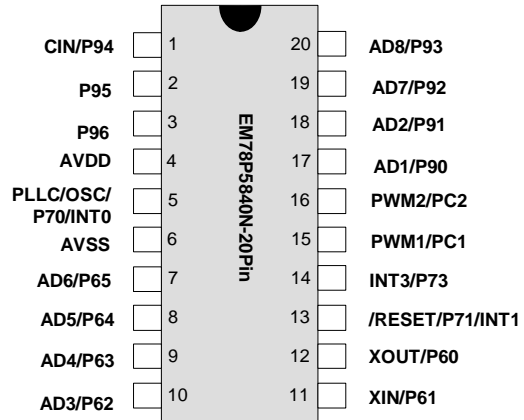 CIN/P94 1 20 AD8/P93
P95 2 19 AD7/P92
P96 3 18 AD2/P91
AVDD 4 17 AD1/P90
PLLC/OSC/
P70/INT0 5 16 PWM2/PC2
AVSS 6 15 PWM1/PC1
AD6/P65 7 14 INT3/P73
AD5/P64 8 13 /RESET/P71/INT1
AD4/P63 9 12 XOUT/P60
AD3/P62 10 11 XIN/P61
EM78P5840N-20Pin